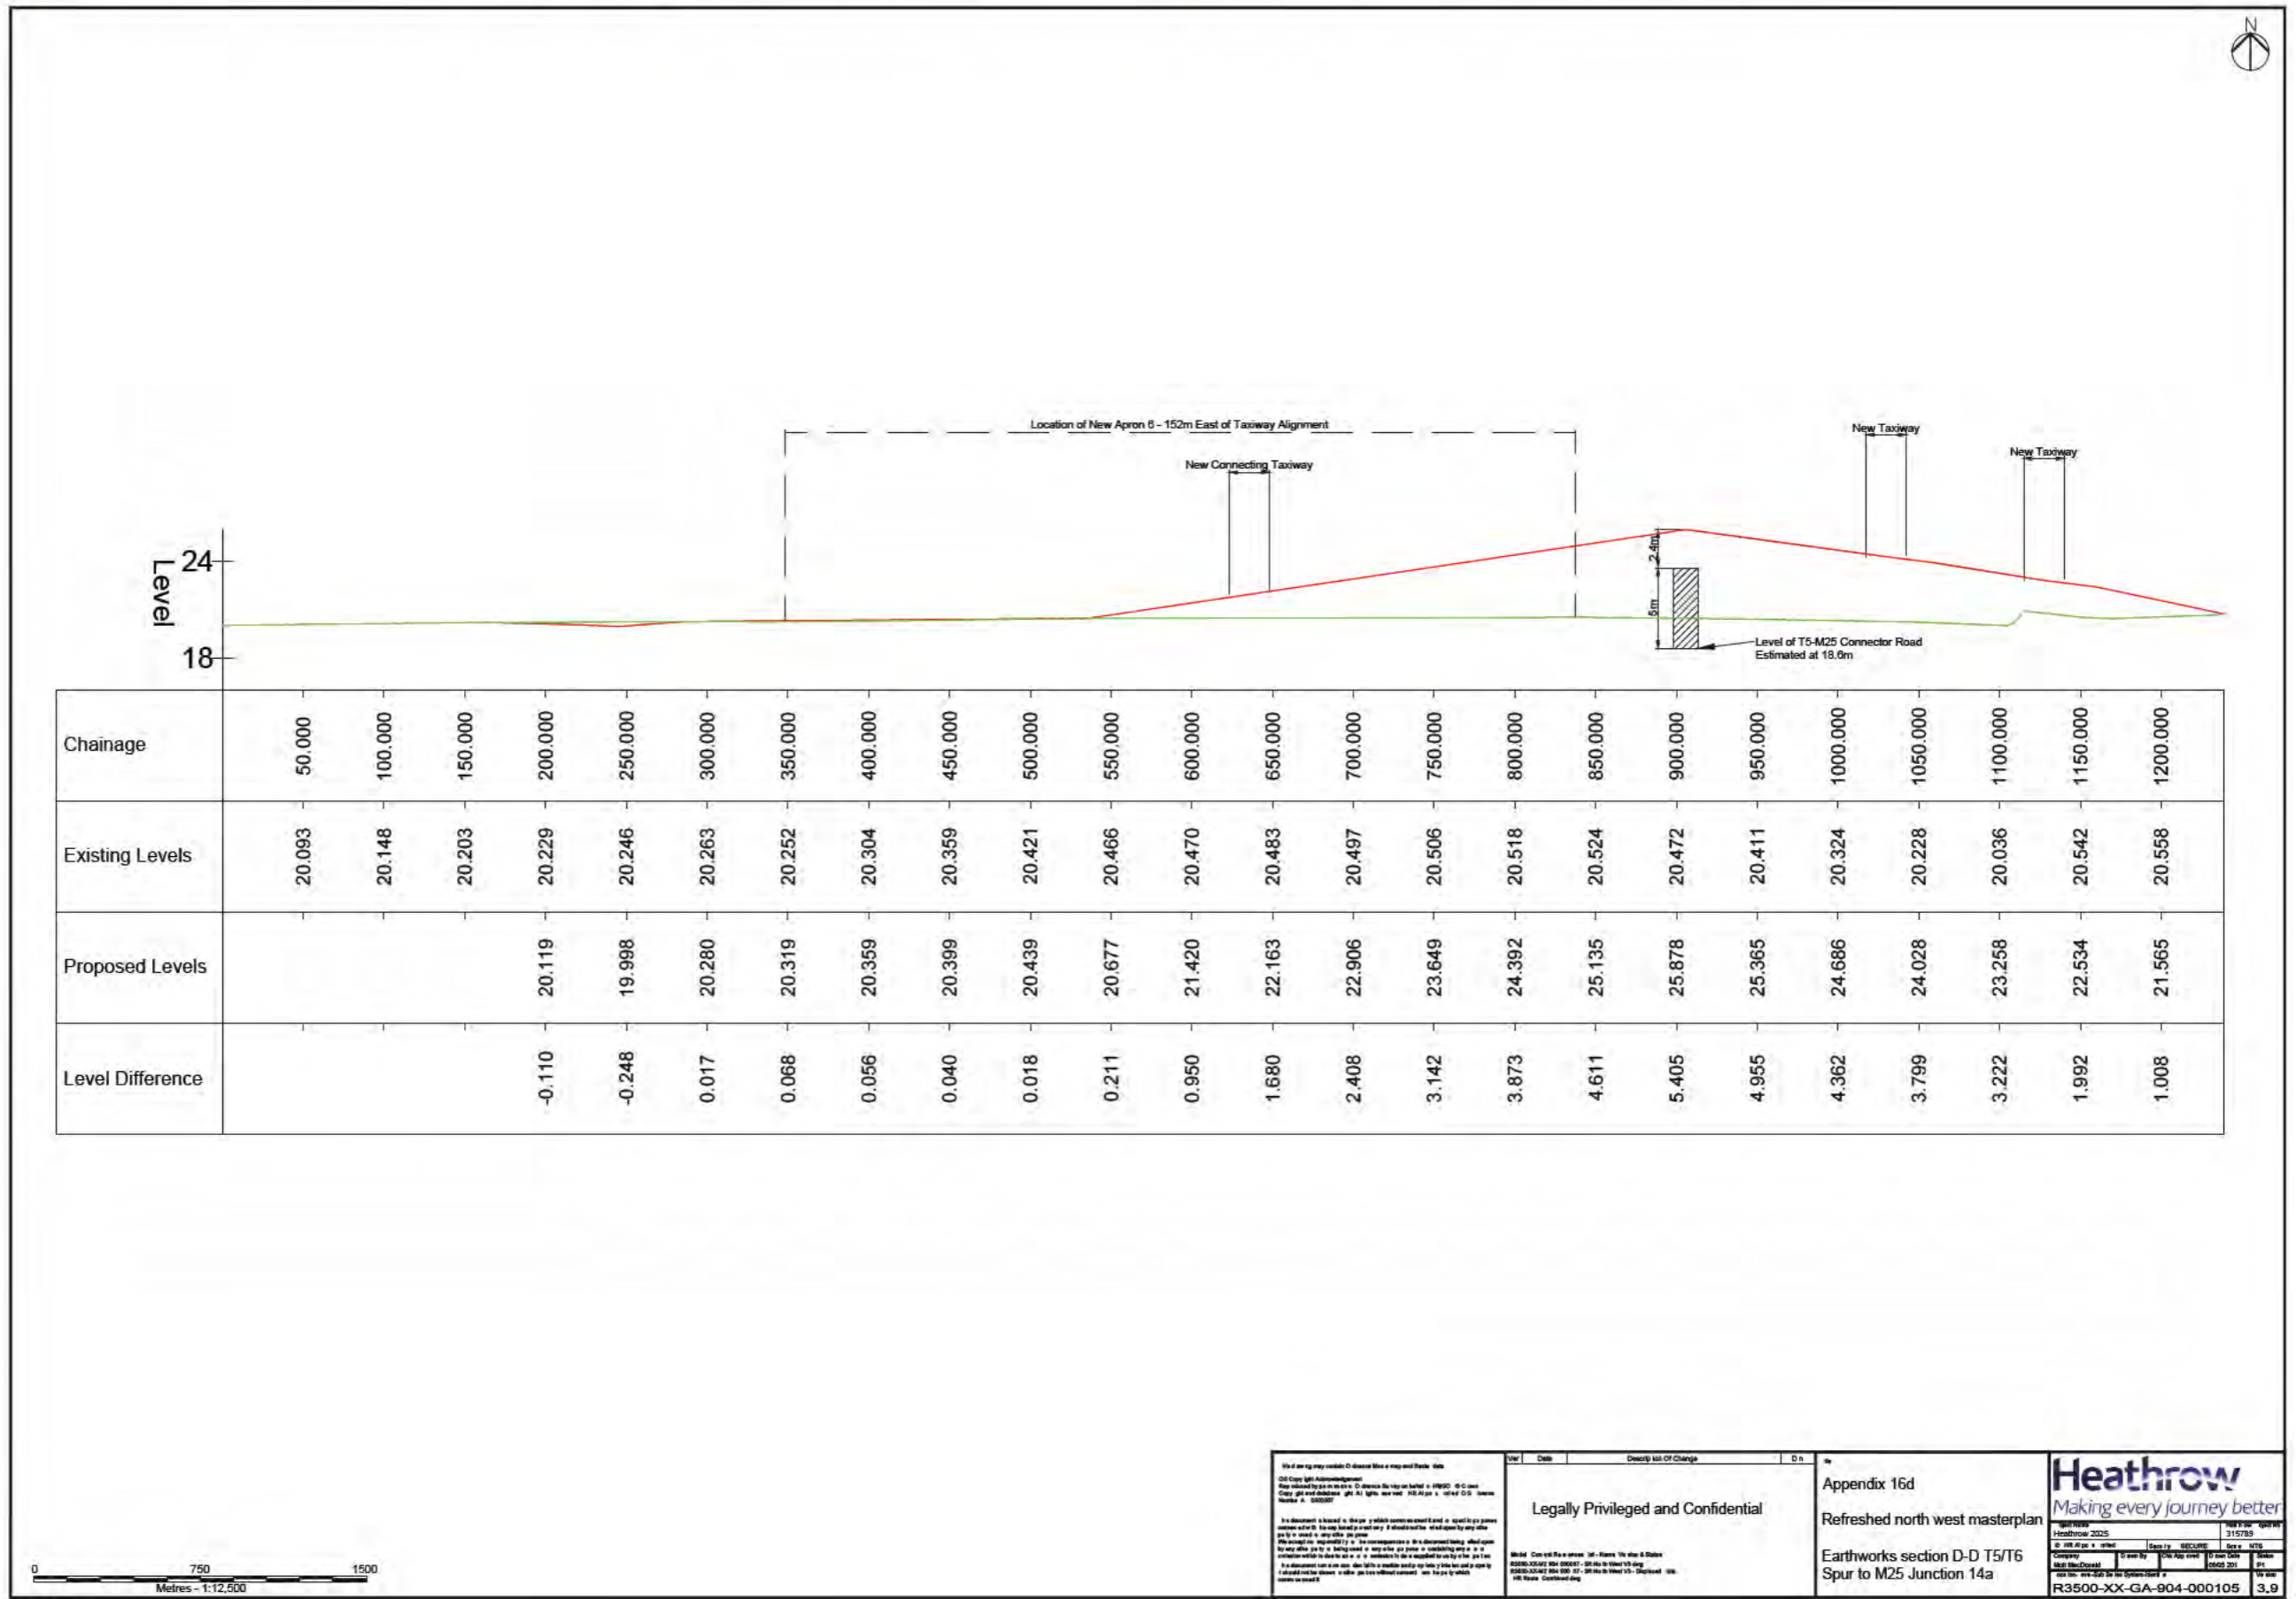 N
Location of New Apron 6 - 152m East of Taxiway Alignment
New Taxiway
New Connecting Taxiway
New Taxiway
2.4m
24
Level
5m
Level of T5-M25 Connector Road
Estimated at 18.6m
18
Chainage 50.000 100.000 150.000 200.000 250.000 300.000 350.000 400.000 450.000 500.000 550.000 600.000 650.000 700.000 750.000 800.000 850.000 900.000 950.000 1000.000 1050.000 1100.000 1150.000 1200.000
Existing Levels 20.093 20.148 20.203 20.229 20.246 20.263 20.252 20.304 20.359 20.421 20.466 20.470 20.483 20.497 20.506 20.518 20.524 20.472 20.411 20.324 20.228 20.036 20.542 20.558
Proposed Levels 20.119 19.998 20.280 20.319 20.359 20.399 20.439 20.677 21.420 22.163 22.906 23.649 24.392 25.135 25.878 25.365 24.686 24.028 23.258 22.534 21.565
Level Difference -0.110 -0.248 0.017 0.068 0.056 0.040 0.018 0.211 0.950 1.680 2.408 3.142 3.873 4.611 5.405 4.955 4.362 3.799 3.222 1.992 1.008
0 750 1500
Metres - 1:12,500
Ver Date Of Change
Legally Privileged and Confidential
Appendix 16d
Refreshed north west masterplan
Earthworks section D-D T5/T6
Spur to M25 Junction 14a
Heathrow
Making every journey better
Heathrow 2025
SECURE NTS
Company
Mott MacDonald P1
R3500-XX-GA-904-000105 3.9